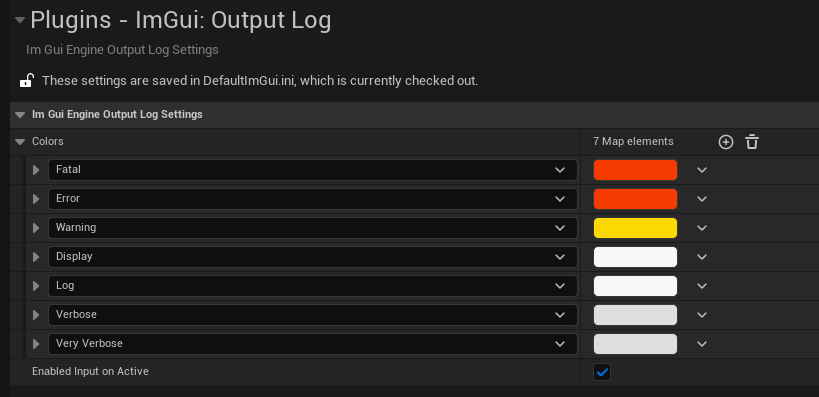 Plugins - ImGui: Output Log
Im Gui Engine Output Log Settings
These settings are saved in DefaultImGui.ini, which is currently checked out.
Im Gui Engine Output Log Settings
Colors 7 Map elements
Fatal
Error
Warning
Display
Log
Verbose
Very Verbose
Enabled Input on Active